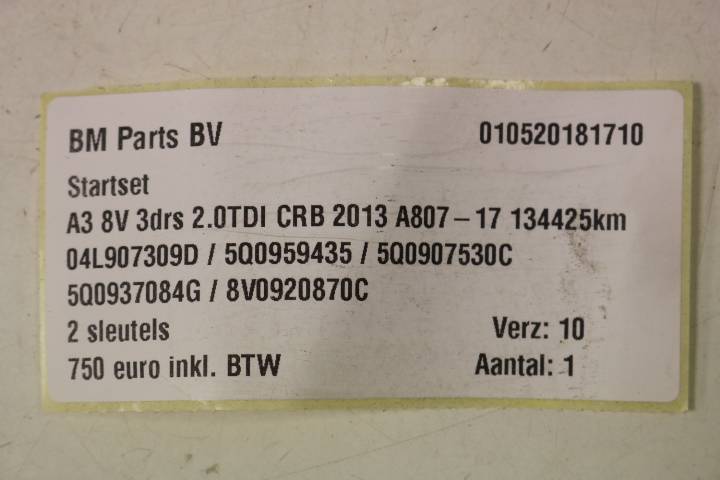 BM Parts BV 010520181710
Startset
A3 8V 3drs 2.0TDI CRB 2013 A807-17 134425km
04L907309D / 5Q0959435 / 5Q0907530C
5Q0937084G / 8V0920870C
2 sleutels Verz: 10
750 euro inkl. BTW Aantal: 1